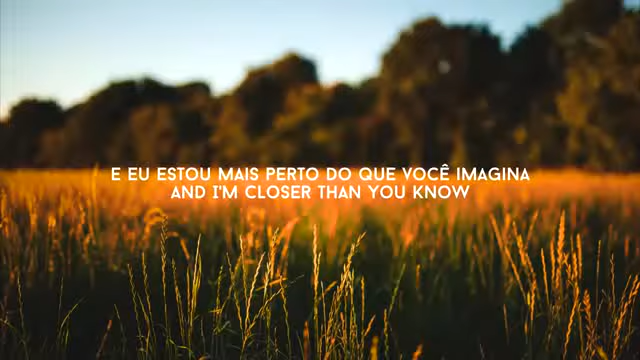 E EU ESTOU MAIS PERTO DO QUE VOCÊ IMAGINA
AND I'M CLOSER THAN YOU KNOW